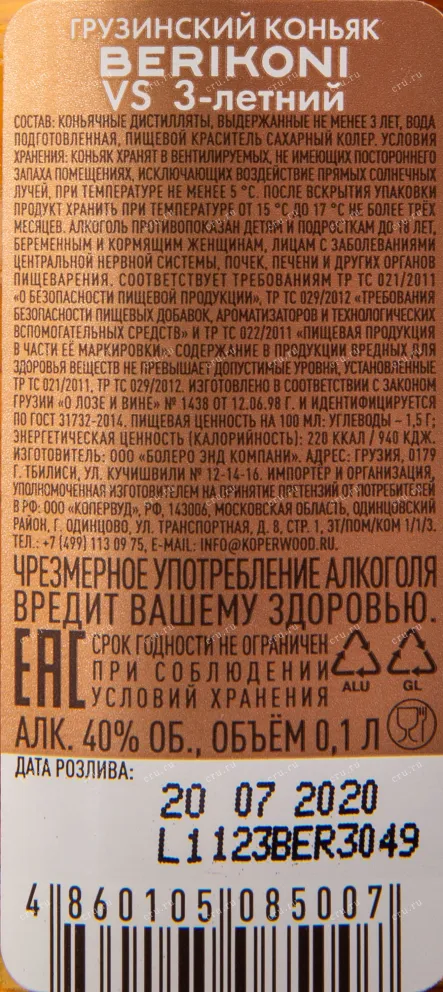 ГРУЗИНСКИЙ КОНЬЯК
BERIKONI
VS 3-летний
СОСТАВ: КОНЬЯЧНЫЕ ДИСТИЛЛЯТЫ, ВЫДЕРЖАННЫЕ НЕ МЕНЕЕ 3 ЛЕТ, ВОДА
ПОДГОТОВЛЕННАЯ, ПИЩЕВОЙ КРАСИТЕЛЬ САХАРНЫЙ КОЛЕР. УСЛОВИЯ
ХРАНЕНИЯ: КОНЬЯК ХРАНЯТ В ВЕНТИЛИРУЕМЫХ, НЕ ИМЕЮЩИХ ПОСТОРОННЕГО
ЗАПАХА ПОМЕЩЕНИЯХ, ИСКЛЮЧАЮЩИХ ВОЗДЕЙСТВИЕ ПРЯМЫХ СОЛНЕЧНЫХ
ЛУЧЕЙ, ПРИ ТЕМПЕРАТУРЕ НЕ МЕНЕЕ 5 °С. ПОСЛЕ ВСКРЫТИЯ УПАКОВКИ
ПРОДУКТ ХРАНИТЬ ПРИ ТЕМПЕРАТУРЕ ОТ 15 °С ДО 17 °С НЕ БОЛЕЕ ТРЁХ
МЕСЯЦЕВ. АЛКОГОЛЬ ПРОТИВОПОКАЗАН ДЕТЯМ И ПОДРОСТКАМ ДО 18 ЛЕТ,
БЕРЕМЕННЫМ И КОРМЯЩИМ ЖЕНЩИНАМ, ЛИЦАМ С ЗАБОЛЕВАНИЯМИ
ЦЕНТРАЛЬНОЙ НЕРВНОЙ СИСТЕМЫ, ПОЧЕК, ПЕЧЕНИ И ДРУГИХ ОРГАНОВ
ПИЩЕВАРЕНИЯ. СООТВЕТСТВУЕТ ТРЕБОВАНИЯМ ТР ТС 021/2011
«О БЕЗОПАСНОСТИ ПИЩЕВОЙ ПРОДУКЦИИ», ТР ТС 029/2012 «ТРЕБОВАНИЯ
БЕЗОПАСНОСТИ ПИЩЕВЫХ ДОБАВОК, АРОМАТИЗАТОРОВ И ТЕХНОЛОГИЧЕСКИХ
ВСПОМОГАТЕЛЬНЫХ СРЕДСТВ» И ТР ТС 022/2011 «ПИЩЕВАЯ ПРОДУКЦИЯ
В ЧАСТИ ЕЁ МАРКИРОВКИ». СОДЕРЖАНИЕ В ПРОДУКЦИИ ВРЕДНЫХ ДЛЯ
ЗДОРОВЬЯ ВЕЩЕСТВ НЕ ПРЕВЫШАЕТ ДОПУСТИМЫЕ УРОВНИ, УСТАНОВЛЕННЫЕ
ТР ТС 021/2011, ТР ТС 029/2012. ИЗГОТОВЛЕНО В СООТВЕТСТВИИ С ЗАКОНОМ
ГРУЗИИ «О ЛОЗЕ И ВИНЕ» № 1438 ОТ 12.06.98 Г. И ИДЕНТИФИЦИРУЕТСЯ
ПО ГОСТ 31732-2014. ПИЩЕВАЯ ЦЕННОСТЬ НА 100 МЛ: УГЛЕВОДЫ ~ 1,5 Г;
ЭНЕРГЕТИЧЕСКАЯ ЦЕННОСТЬ (КАЛОРИЙНОСТЬ): 220 ККАЛ / 940 КДЖ.
ИЗГОТОВИТЕЛЬ: ООО «БОЛЕРО ЭНД КОМПАНИ». АДРЕС: ГРУЗИЯ, 0179
Г. ТБИЛИСИ, УЛ. КУЧИШВИЛИ № 12-14-16. ИМПОРТЁР И ОРГАНИЗАЦИЯ,
УПОЛНОМОЧЕННАЯ ИЗГОТОВИТЕЛЕМ НА ПРИНЯТИЕ ПРЕТЕНЗИЙ ОТ ПОТРЕБИТЕЛЕЙ
В РФ: ООО «КОПЕРВУД», РФ, 143006, МОСКОВСКАЯ ОБЛАСТЬ, ОДИНЦОВСКИЙ
РАЙОН, Г. ОДИНЦОВО, УЛ. ТРАНСПОРТНАЯ, Д. 8, СТР. 1, ЭТ/ПОМ/КОМ 1/1/3.
ТЕЛ.: +7 (499) 113 09 75, E-MAIL: INFO@KOPERWOOD.RU.
ЧРЕЗМЕРНОЕ УПОТРЕБЛЕНИЕ АЛКОГОЛЯ
ВРЕДИТ ВАШЕМУ ЗДОРОВЬЮ.
EAC
СРОК ГОДНОСТИ НЕ ОГРАНИЧЕН
ПРИ СОБЛЮДЕНИИ
УСЛОВИЙ ХРАНЕНИЯ
ALU GL
АЛК. 40% ОБ., ОБЪЁМ 0,1 Л
ДАТА РОЗЛИВА:
20 07 2020
L1123BER3049
4 860105 085007